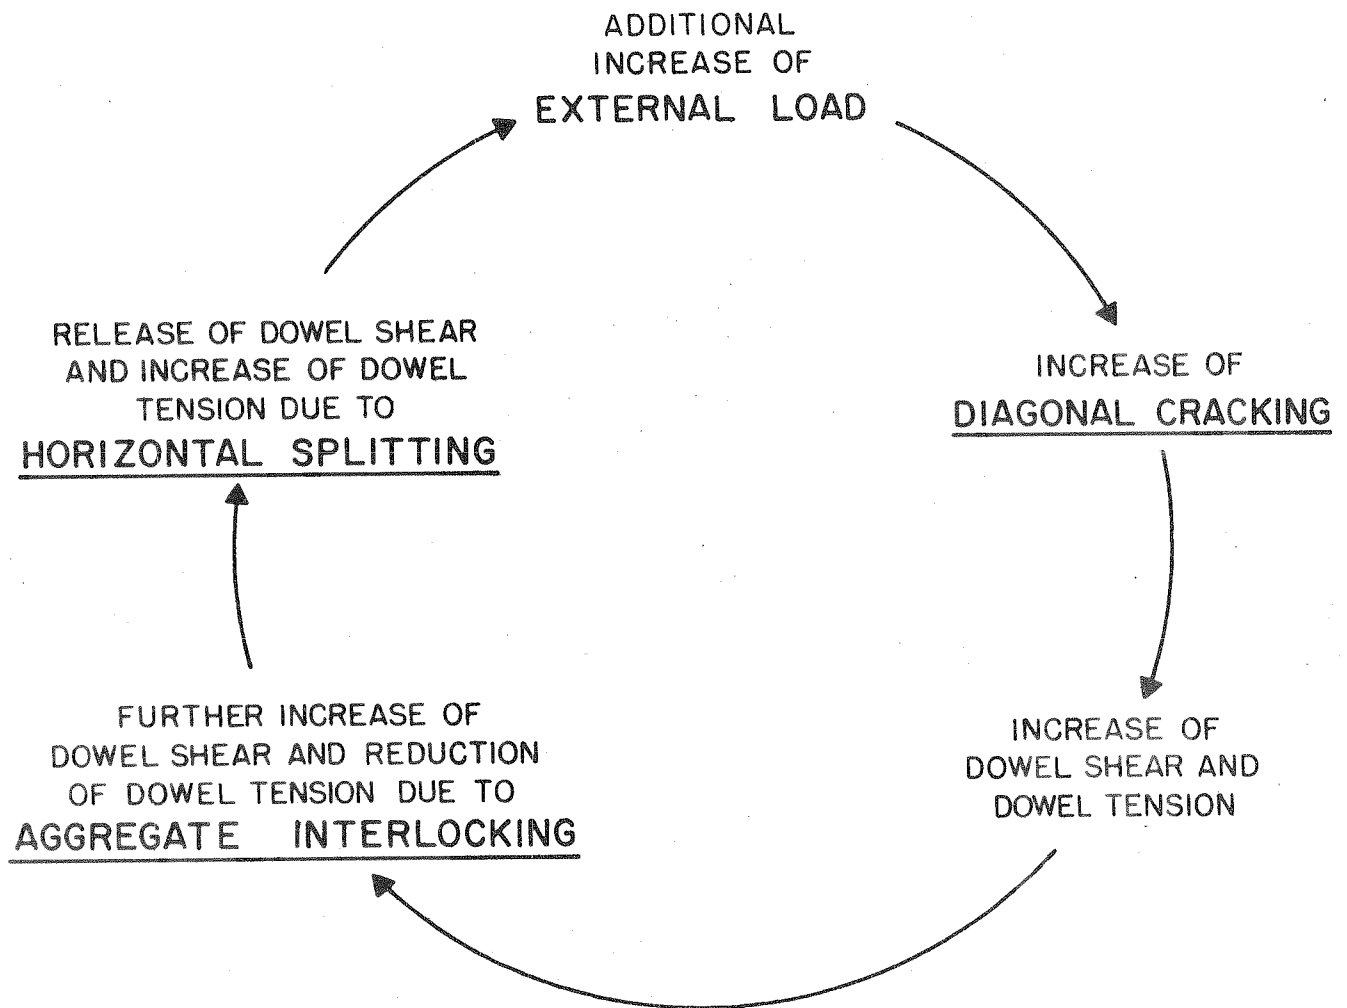 ADDITIONAL
INCREASE OF
EXTERNAL LOAD
INCREASE OF
DIAGONAL CRACKING
INCREASE OF
DOWEL SHEAR AND
DOWEL TENSION
FURTHER INCREASE OF
DOWEL SHEAR AND REDUCTION
OF DOWEL TENSION DUE TO
AGGREGATE INTERLOCKING
RELEASE OF DOWEL SHEAR
AND INCREASE OF DOWEL
TENSION DUE TO
HORIZONTAL SPLITTING